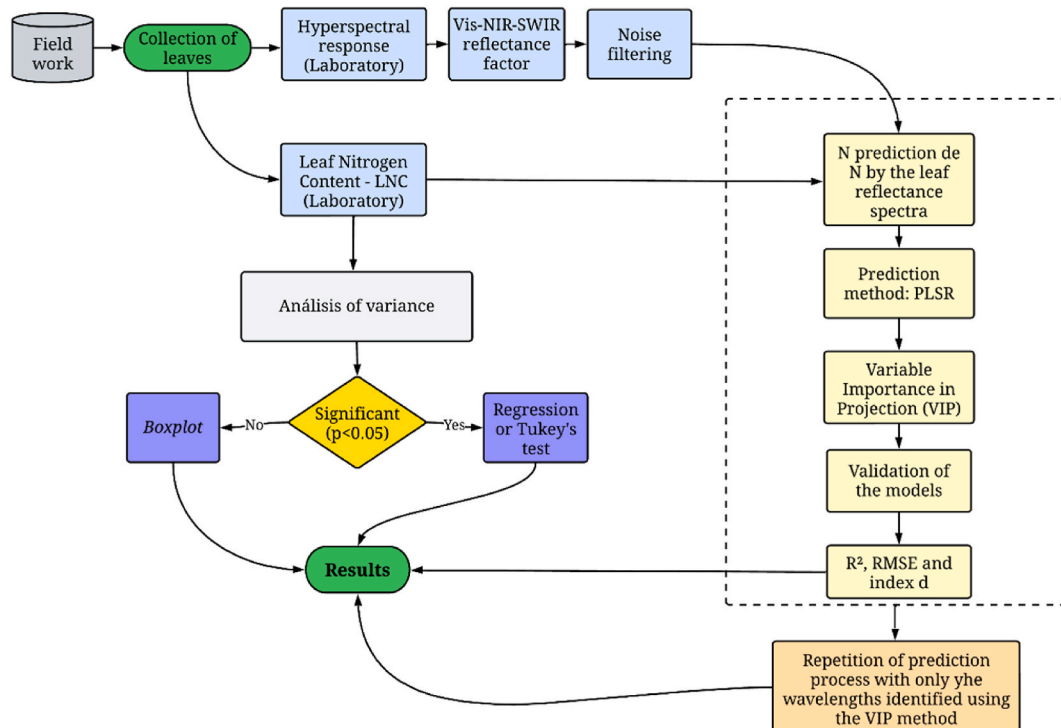 Field
work
Collection of
leaves
Hyperspectral
response
(Laboratory)
Vis-NIR-SWIR
reflectance
factor
Noise
filtering
Leaf Nitrogen
Content - LNC
(Laboratory)
N prediction de
N by the leaf
reflectance
spectra
Análisis of variance
Prediction
method: PLSR
Significant
(p<0.05)
No
Yes
Boxplot
Regression
or Tukey's
test
Variable
Importance in
Projection (VIP)
Validation of
the models
Results
R², RMSE and
index d
Repetition of prediction
process with only yhe
wavelengths identified using
the VIP method